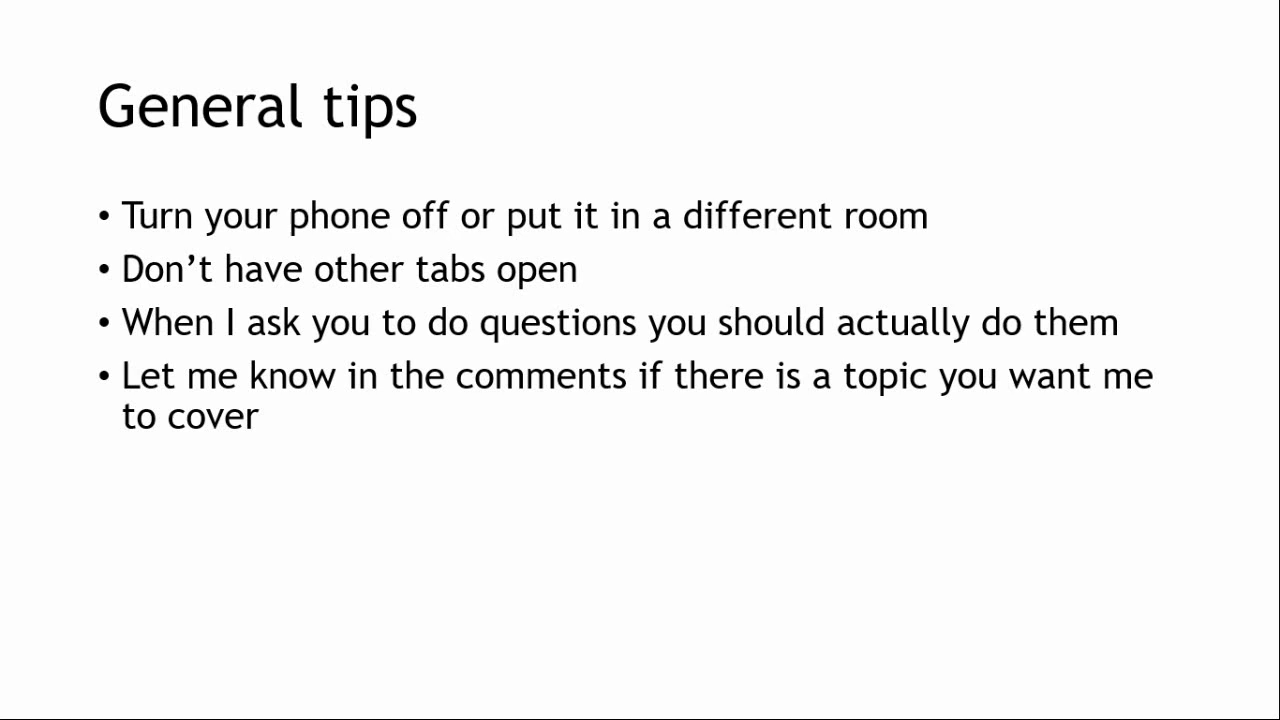 General tips
• Turn your phone off or put it in a different room
• Don’t have other tabs open
• When I ask you to do questions you should actually do them
• Let me know in the comments if there is a topic you want me
to cover